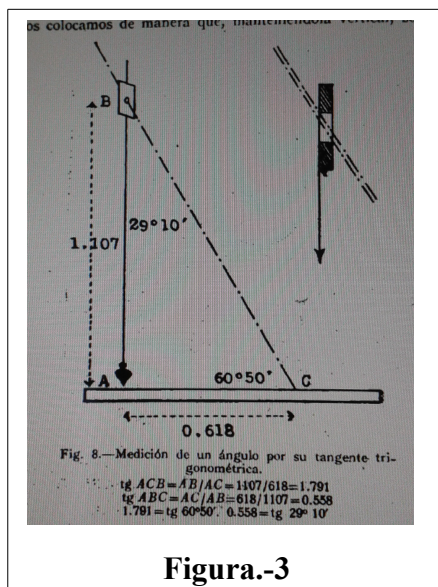 os colocamos de manera que, manteniéndola vertical,
B
29°10′
1.107
A
60°50′
C
0.618
Fig. 8.—Medición de un ángulo por su tangente tri-
gonométrica.
tg ACB=AB/AC=1107/618=1.791
tg ABC=AC/AB=618/1107=0.558
1.791=tg 60°50′. 0.558=tg 29° 10′
Figura.-3